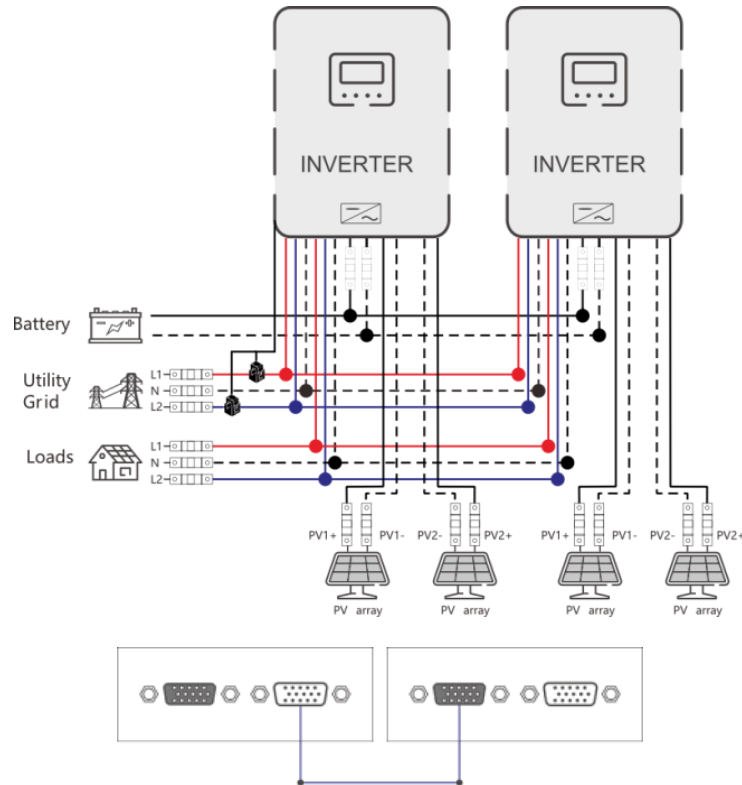 INVERTER
INVERTER
Battery
Utility
Grid
L1
N
L2
Loads
L1
N
L2
PV1+
PV1-
PV2-
PV2+
PV1+
PV1-
PV2-
PV2+
PV array
PV array
PV array
PV array